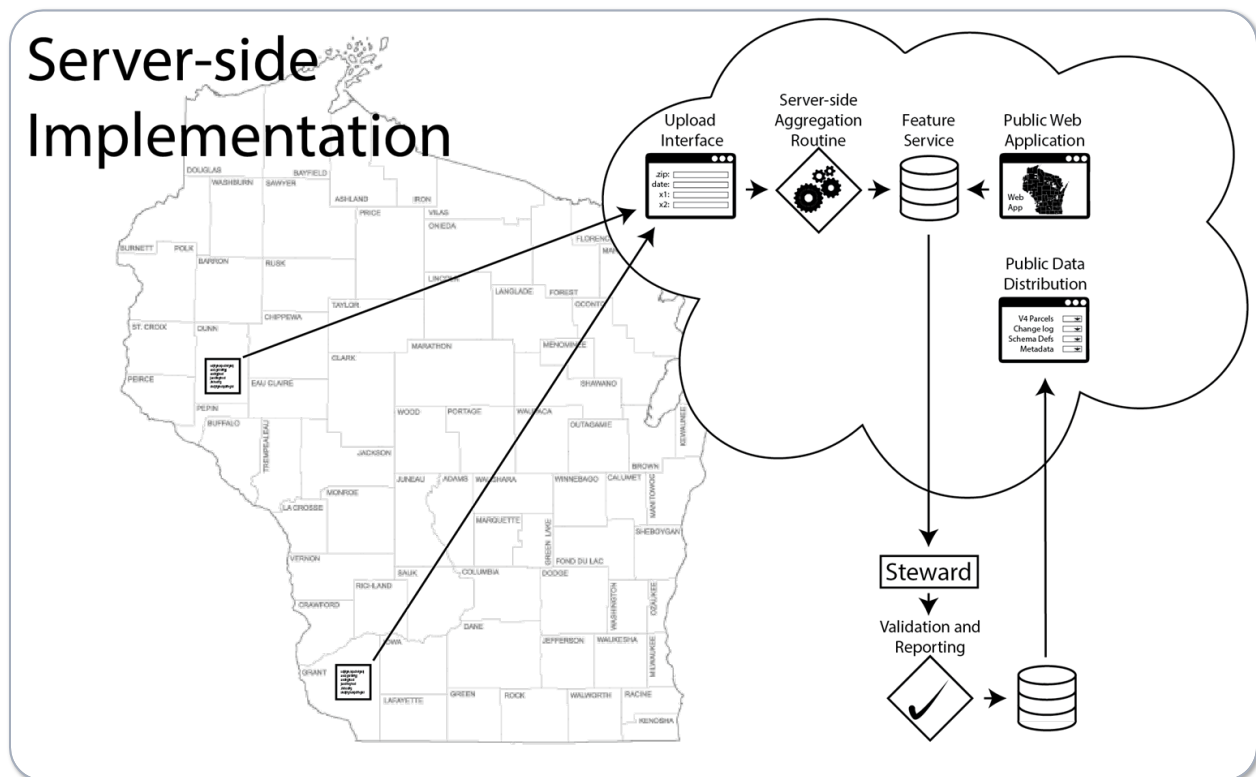 Server-side
Implementation
DOUGLAS
BAYFIELD
WASHBURN
SAWYER
ASHLAND
IRON
PRICE
VILAS
ONIEDA
FLORENC
MAR
BURNETT
POLK
BARRON
RUSK
LINCOLN
LANGLADE
FOREST
OCONTO
TAYLOR
CHIPPEWA
ST. CROIX
DUNN
MARATHON
MENOMINEE
CLARK
SHAWANO
PEIRCE
EAU CLAIRE
PEPIN
BUFFALO
TREMPEALEAU
WOOD
PORTAGE
WAUPACA
OUTAGAMIE
KEWAUNEE
BROWN
JACKSON
JUNEAU
ADAMS
WAUSHARA
WINNEBAGO
CALUMET
MANITOWOC
MONROE
LA CROSSE
MARQUETTE
GREEN LAKE
SHEBOYGAN
FOND DU LAC
VERNON
SAUK
COLUMBIA
DODGE
RICHLAND
WASHINGTON
OZAUKEE
CRAWFORD
DANE
IOWA
JEFFERSON
WAUKESHA
MILWAUKEE
GRANT
LAFAYETTE
GREEN
ROCK
WALWORTH
RACINE
KENOSHA
Upload
Interface
.zip:
date:
x1:
x2:
Server-side
Aggregation
Routine
Feature
Service
Public Web
Application
Web
App
Public Data
Distribution
V4 Parcels
Change log
Schema Defs
Metadata
Steward
Validation and
Reporting